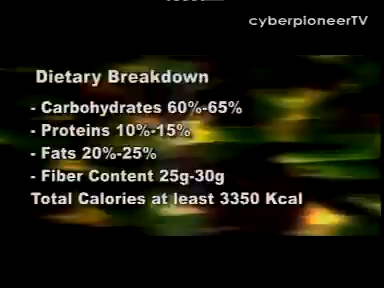 cyberpioneerTV
Dietary Breakdown
- Carbohydrates 60%-65%
- Proteins 10%-15%
- Fats 20%-25%
- Fiber Content 25g-30g
Total Calories at least 3350 Kcal